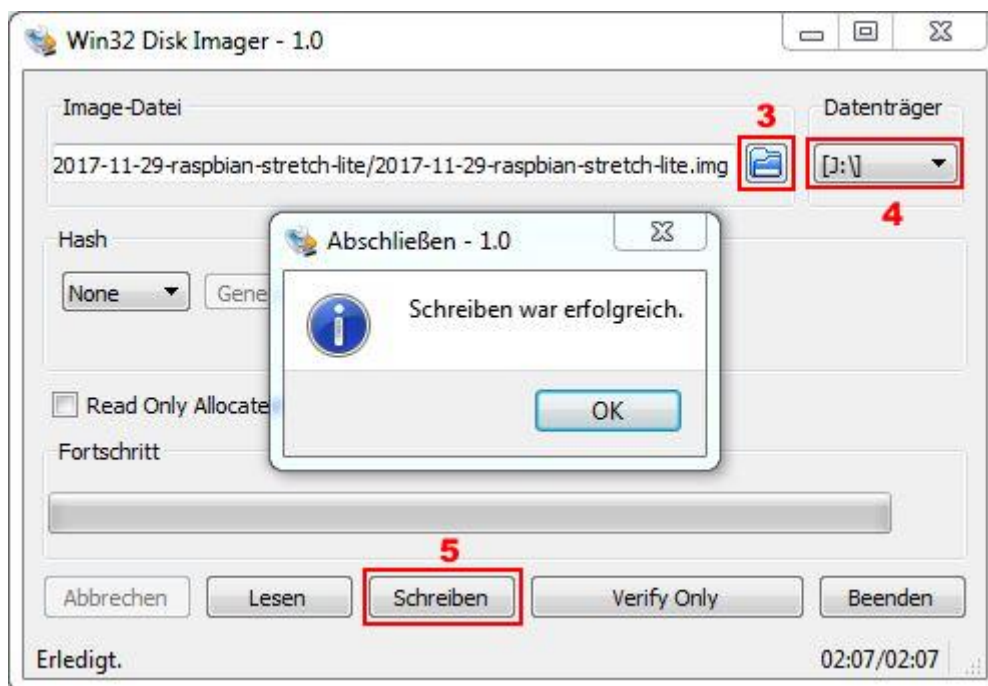 Win32 Disk Imager - 1.0
Image-Datei
3
Datenträger
2017-11-29-raspbian-stretch-lite/2017-11-29-raspbian-stretch-lite.img
[J:\]
4
Hash
Abschließen - 1.0
None
Schreiben war erfolgreich.
OK
Read Only
Fortschritt
5
Abbrechen Lesen Schreiben Verify Only Beenden
Erledigt. 02:07/02:07